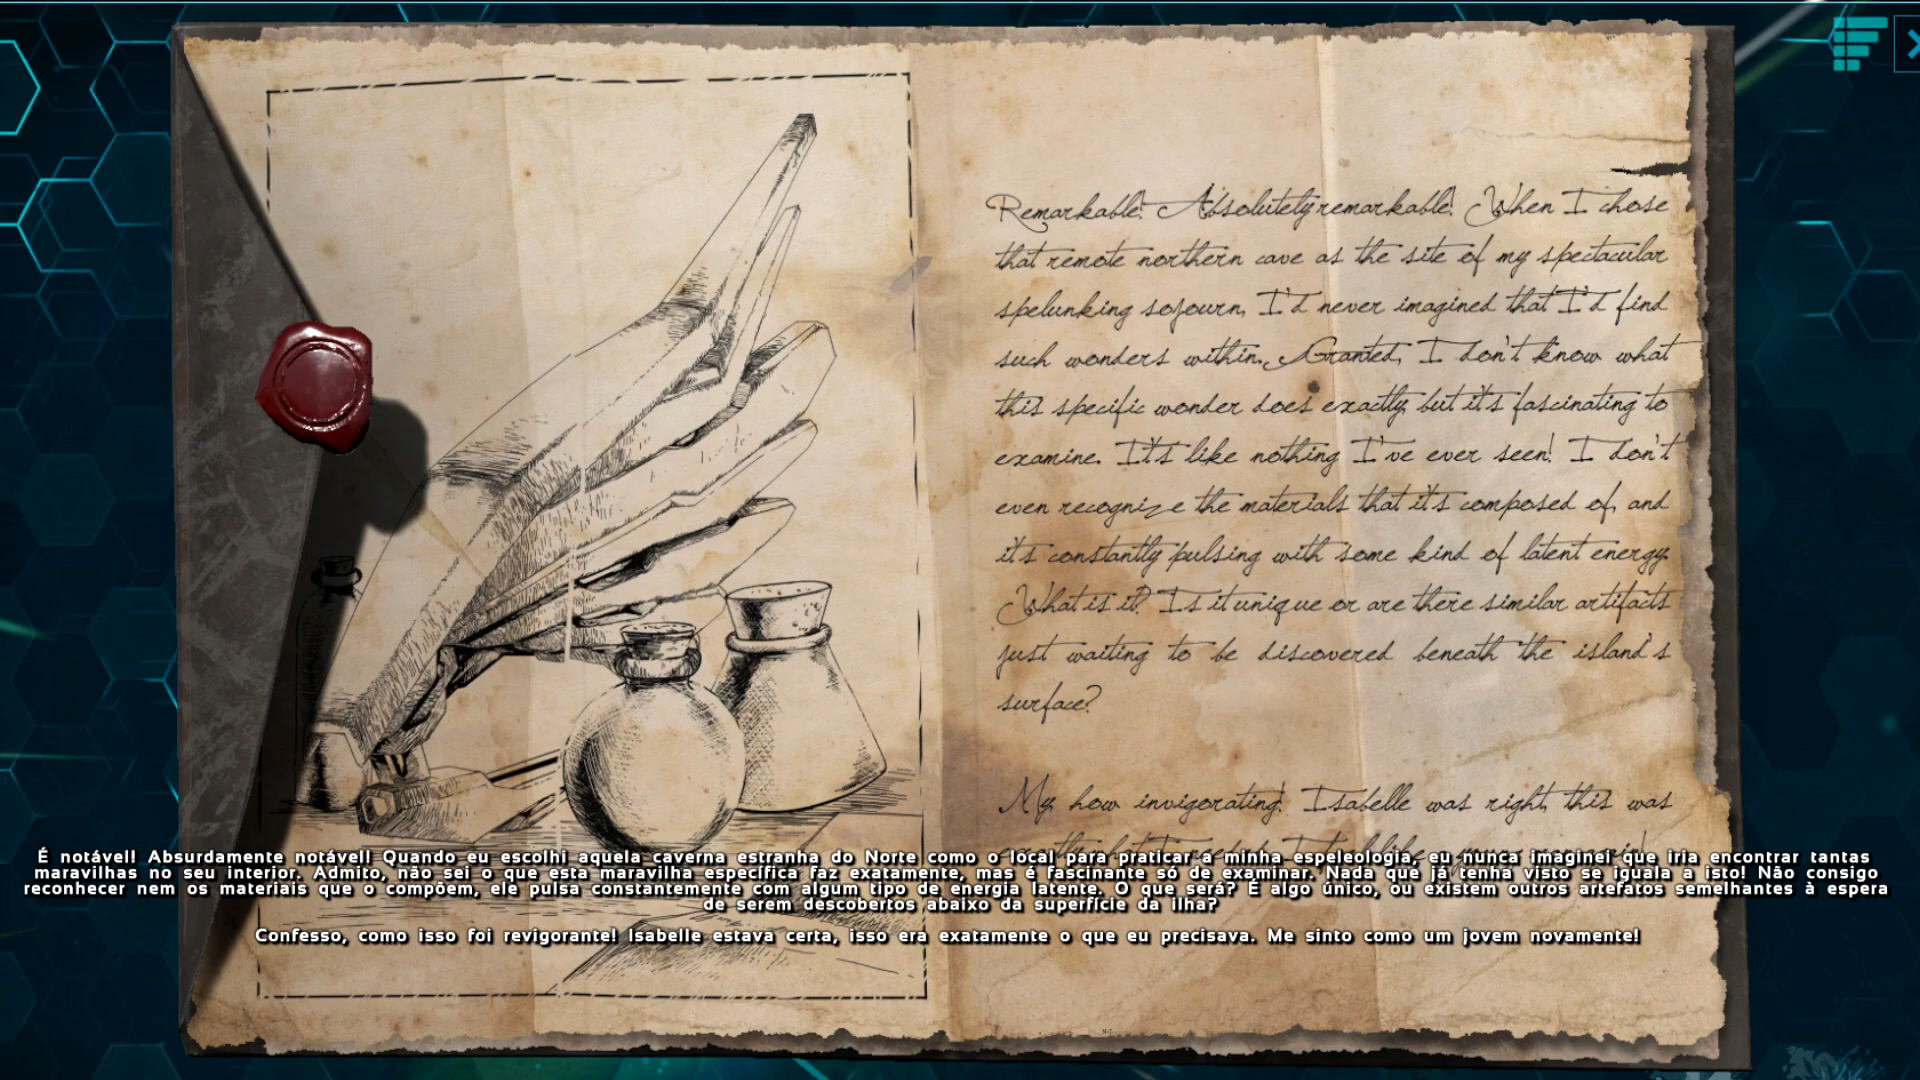 Remarkable! Absolutely remarkable! When I chose
that remote northern cave as the site of my spectacular
spelunking sojourn, I'd never imagined that I'd find
such wonders within. Granted, I don't know what
this specific wonder does exactly, but it's fascinating to
examine. It's like nothing I've ever seen! I don't
even recognize the materials that it's composed of, and
it's constantly pulsing with some kind of latent energy.
What is it? Is it unique or are there similar artifacts
just waiting to be discovered beneath the island's
surface?
My, how invigorating! Isabelle was right, this was
exactly what I needed. I feel like a young man again!
É notável! Absurdamente notável! Quando eu escolhi aquela caverna estranha do Norte como o local para praticar a minha espeleologia, eu nunca imaginei que iria encontrar tantas
maravilhas no seu interior. Admito, não sei o que esta maravilha específica faz exatamente, mas é fascinante só de examinar. Nada que já tenha visto se iguala a isto! Não consigo
reconhecer nem os materiais que o compõem, ele pulsa constantemente com algum tipo de energia latente. O que será? É algo único, ou existem outros artefatos semelhantes à espera
de serem descobertos abaixo da superfície da ilha?
Confesso, como isso foi revigorante! Isabelle estava certa, isso era exatamente o que eu precisava. Me sinto como um jovem novamente!